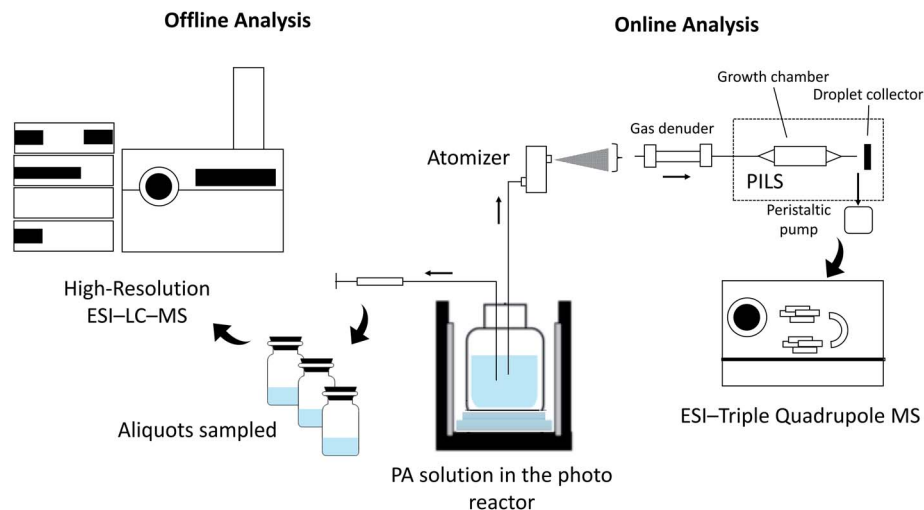 Offline Analysis
Online Analysis
Growth chamber
Droplet collector
Gas denuder
Atomizer
PILS
Peristaltic
pump
High-Resolution
ESI–LC–MS
Aliquots sampled
ESI–Triple Quadrupole MS
PA solution in the photo
reactor